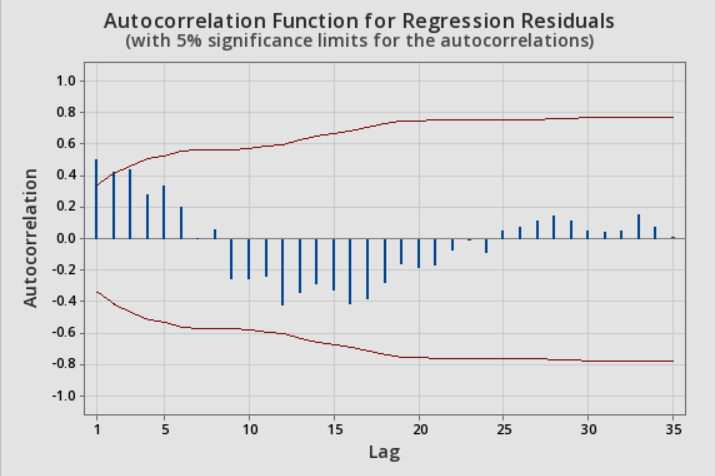 Autocorrelation Function for Regression Residuals
(with 5% significance limits for the autocorrelations)
Autocorrelation
1.0
0.8
0.6
0.4
0.2
0.0
-0.2
-0.4
-0.6
-0.8
-1.0
1 5 10 15 20 25 30 35
Lag